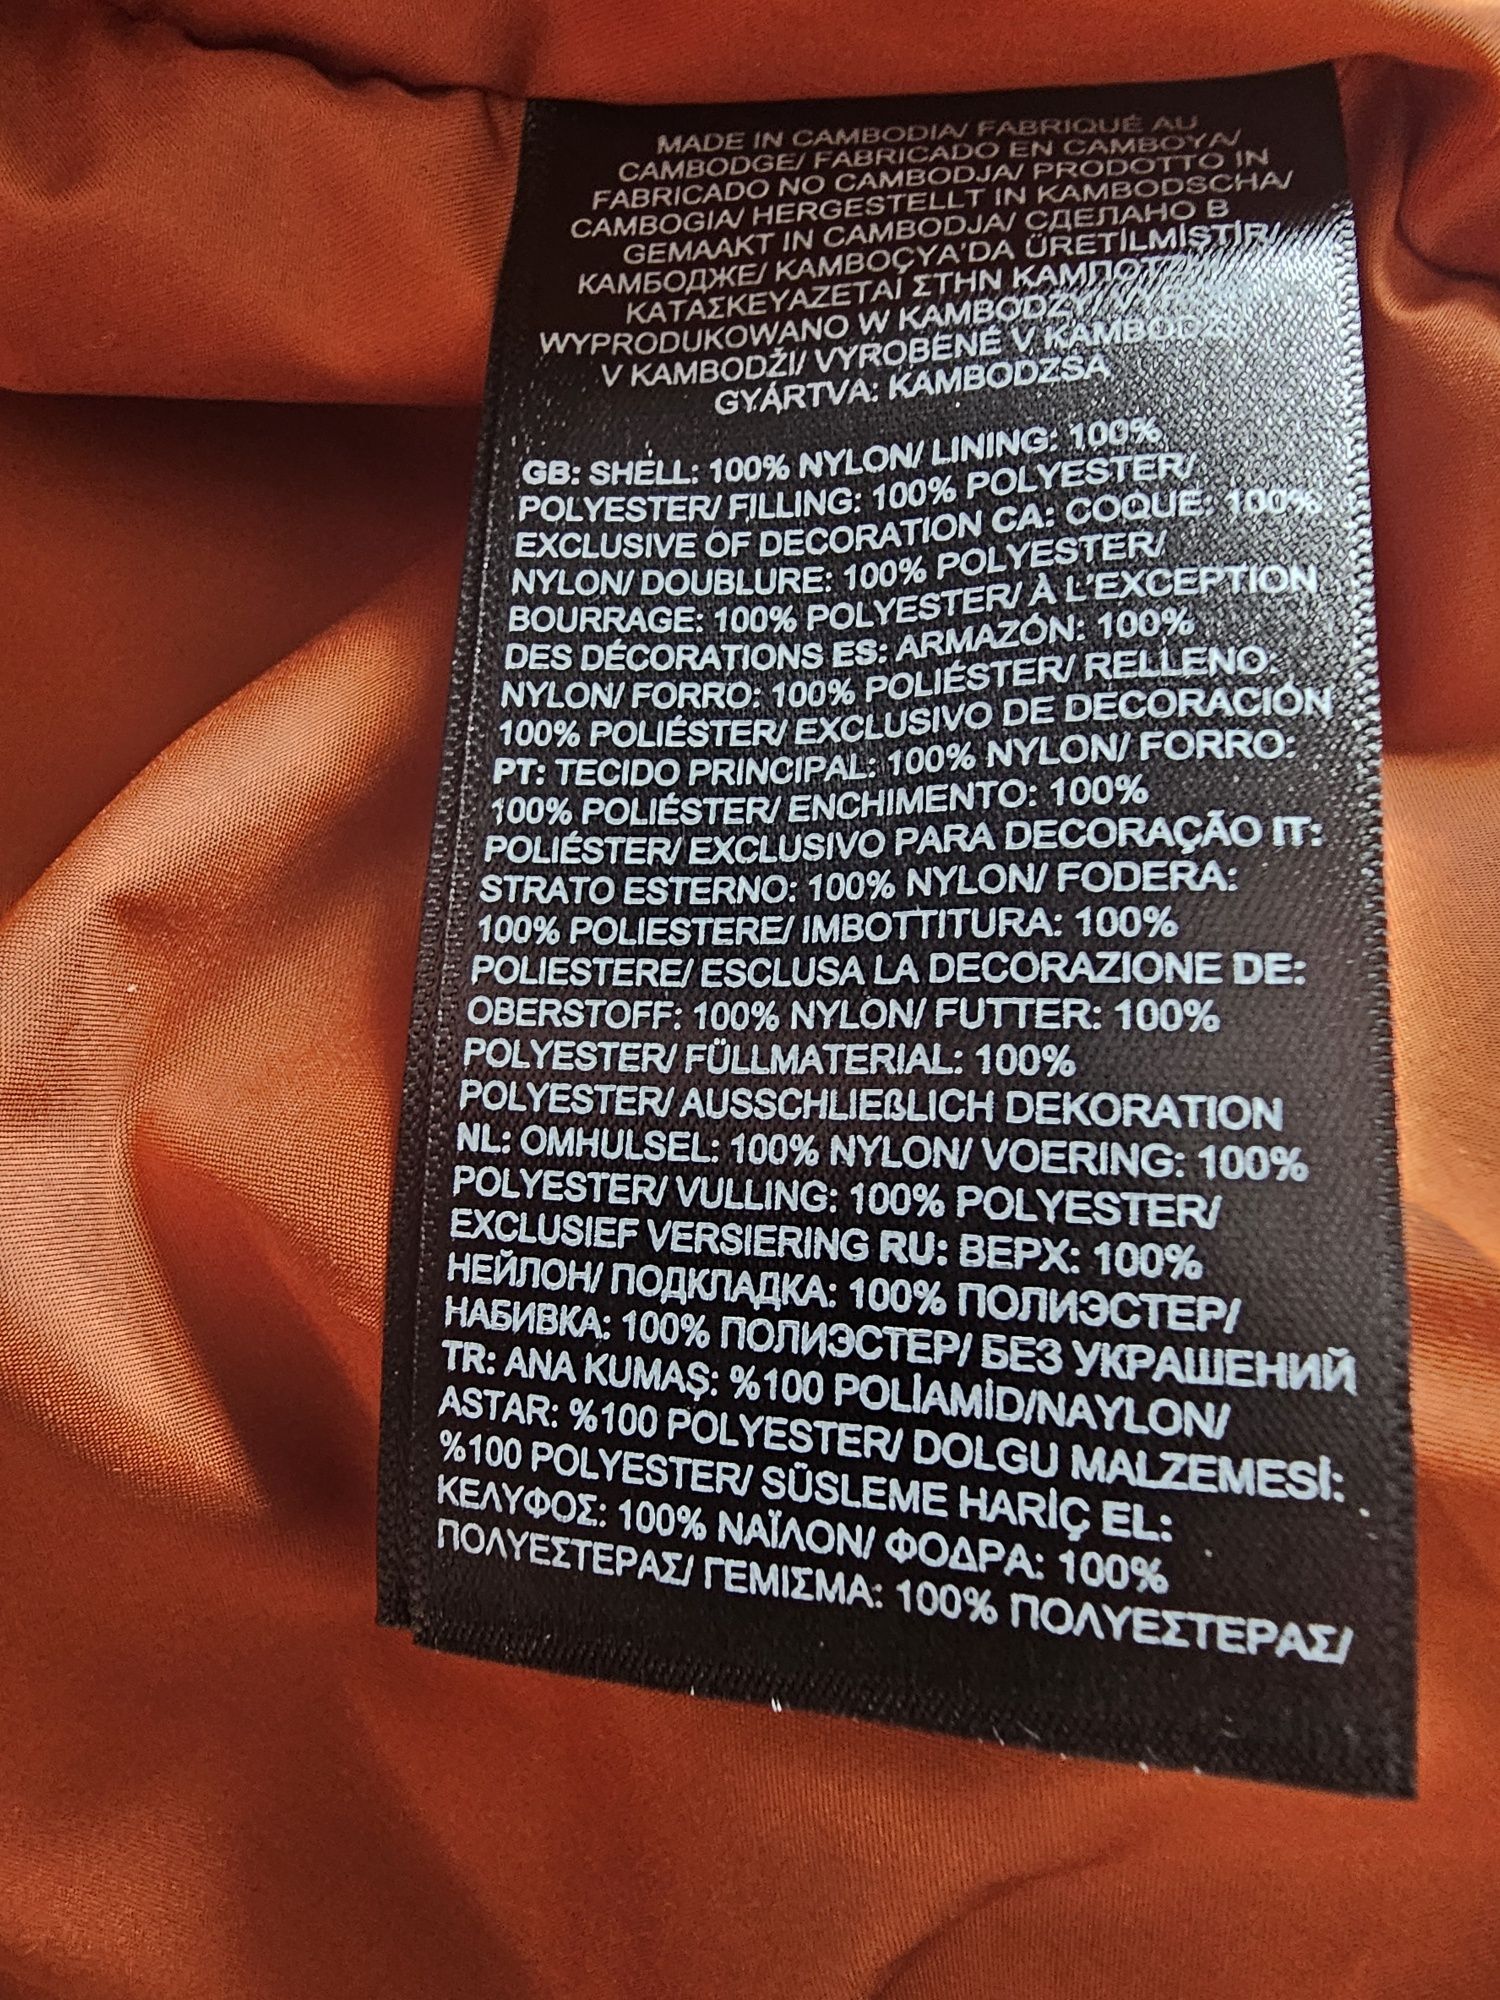 MADE IN CAMBODIA/ FABRIQUÉ AU
CAMBODGE/ FABRICADO EN CAMBOYA/
FABRICADO NO CAMBODJA/ PRODOTTO IN
CAMBOGIA/ HERGESTELLT IN KAMBODSCHA/
GEMAAKT IN CAMBODJA/ СДЕЛАНО В
КАМБОДЖЕ/ KAMBOÇYA'DA ÜRETİLMİŞTİR/
ΚΑΤΑΣΚΕΥΑΖΕΤΑΙ ΣΤΗΝ
WYPRODUKOWANO W KAMBODŻY/
V KAMBODŽI/ VYROBENÉ V KAMBODŽI/
GYÁRTVA: KAMBODZSA
GB: SHELL: 100% NYLON/ LINING: 100%
POLYESTER/ FILLING: 100% POLYESTER/
EXCLUSIVE OF DECORATION CA: COQUE: 100%
NYLON/ DOUBLURE: 100% POLYESTER/
BOURRAGE: 100% POLYESTER/ À L'EXCEPTION
DES DÉCORATIONS ES: ARMAZÓN: 100%
NYLON/ FORRO: 100% POLIÉSTER/ RELLENO:
100% POLIÉSTER/ EXCLUSIVO DE DECORACIÓN
PT: TECIDO PRINCIPAL: 100% NYLON/ FORRO:
100% POLIÉSTER/ ENCHIMENTO: 100%
POLIÉSTER/ EXCLUSIVO PARA DECORAÇÃO IT:
STRATO ESTERNO: 100% NYLON/ FODERA:
100% POLIESTERE/ IMBOTTITURA: 100%
POLIESTERE/ ESCLUSA LA DECORAZIONE DE:
OBERSTOFF: 100% NYLON/ FUTTER: 100%
POLYESTER/ FÜLLMATERIAL: 100%
POLYESTER/ AUSSCHLIEßLICH DEKORATION
NL: OMHULSEL: 100% NYLON/ VOERING: 100%
POLYESTER/ VULLING: 100% POLYESTER/
EXCLUSIEF VERSIERING RU: ВЕРХ: 100%
НЕЙЛОН/ ПОДКЛАДКА: 100% ПОЛИЭСТЕР/
НАБИВКА: 100% ПОЛИЭСТЕР/ БЕЗ УКРАШЕНИЙ
TR: ANA KUMAŞ: %100 POLİAMİD/NAYLON/
ASTAR: %100 POLYESTER/ DOLGU MALZEMESİ:
%100 POLYESTER/ SÜSLEME HARİÇ EL:
ΚΕΛΥΦΟΣ: 100% ΝΑΪΛΟΝ/ ΦΟΔΡΑ: 100%
ΠΟΛΥΕΣΤΕΡΑΣ/ ΓΕΜΙΣΜΑ: 100% ΠΟΛΥΕΣΤΕΡΑΣ/